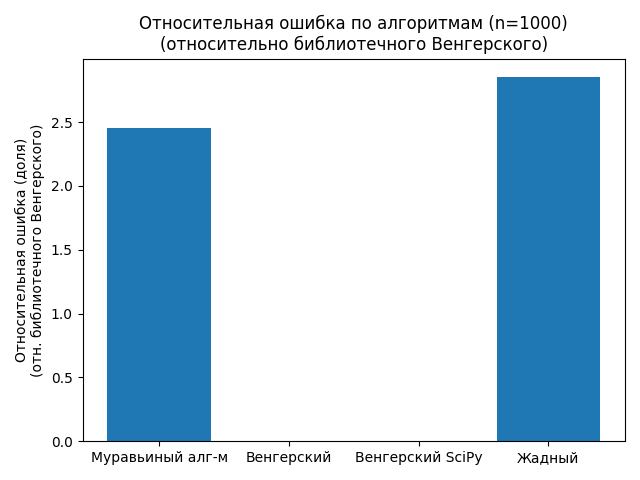 Относительная ошибка по алгоритмам (n=1000)
(относительно библиотечного Венгерского)
Относительная ошибка (доля)
(отн. библиотечного Венгерского)
2.5
2.0
1.5
1.0
0.5
0.0
Муравьиный алг-м
Венгерский
Венгерский SciPy
Жадный